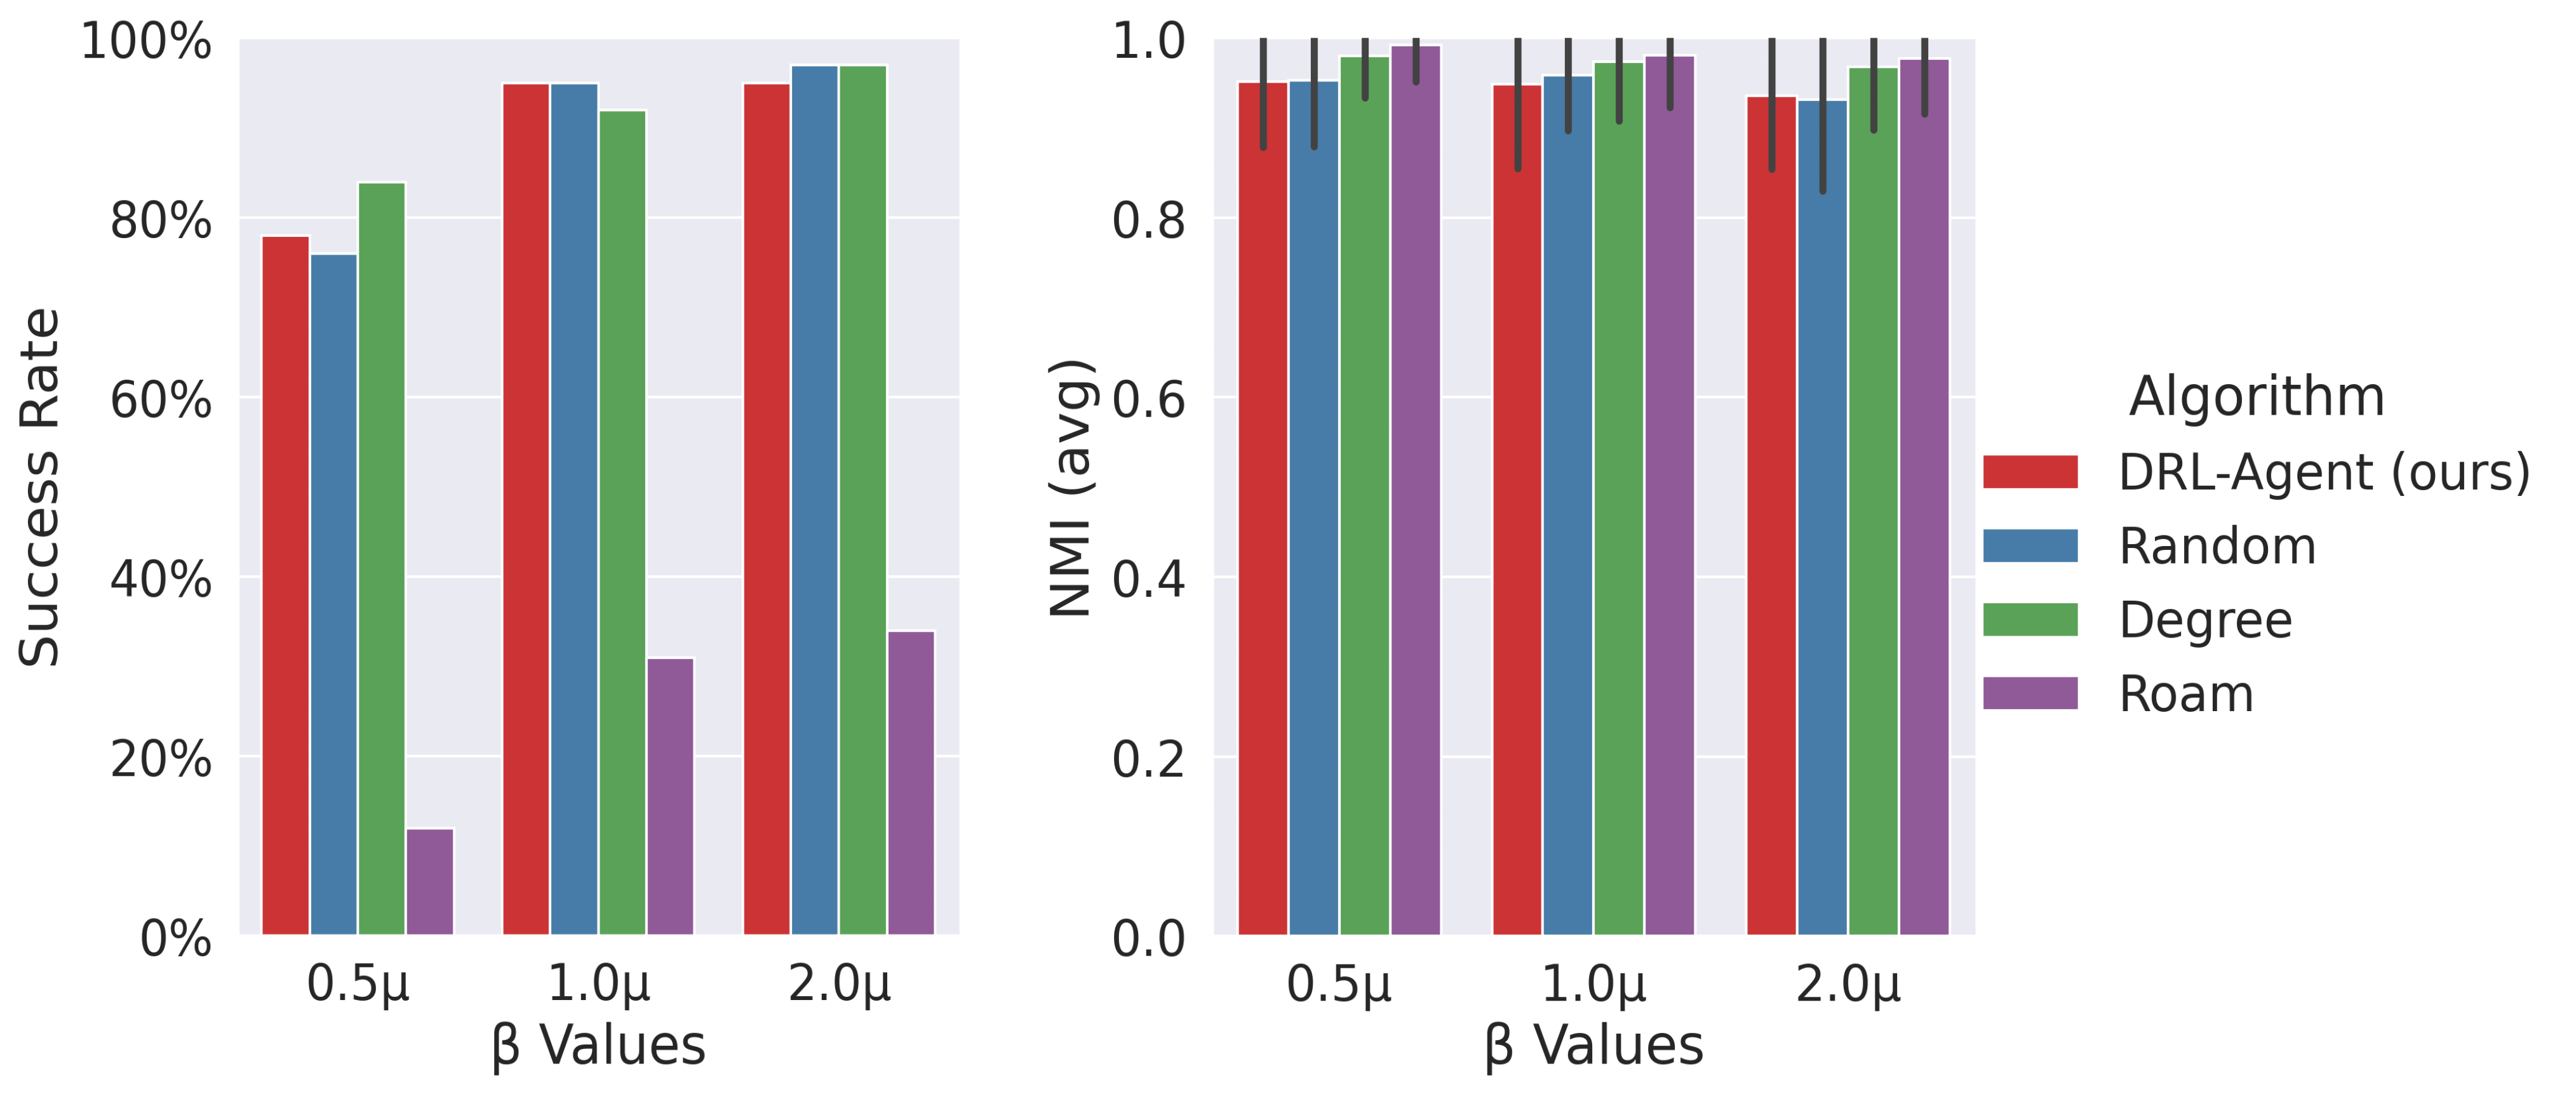 100%
80%
60%
40%
20%
0%
Success Rate
0.5µ 1.0µ 2.0µ
β Values
1.0
0.8
0.6
0.4
0.2
0.0
NMI (avg)
0.5µ 1.0µ 2.0µ
β Values
Algorithm
DRL-Agent (ours)
Random
Degree
Roam